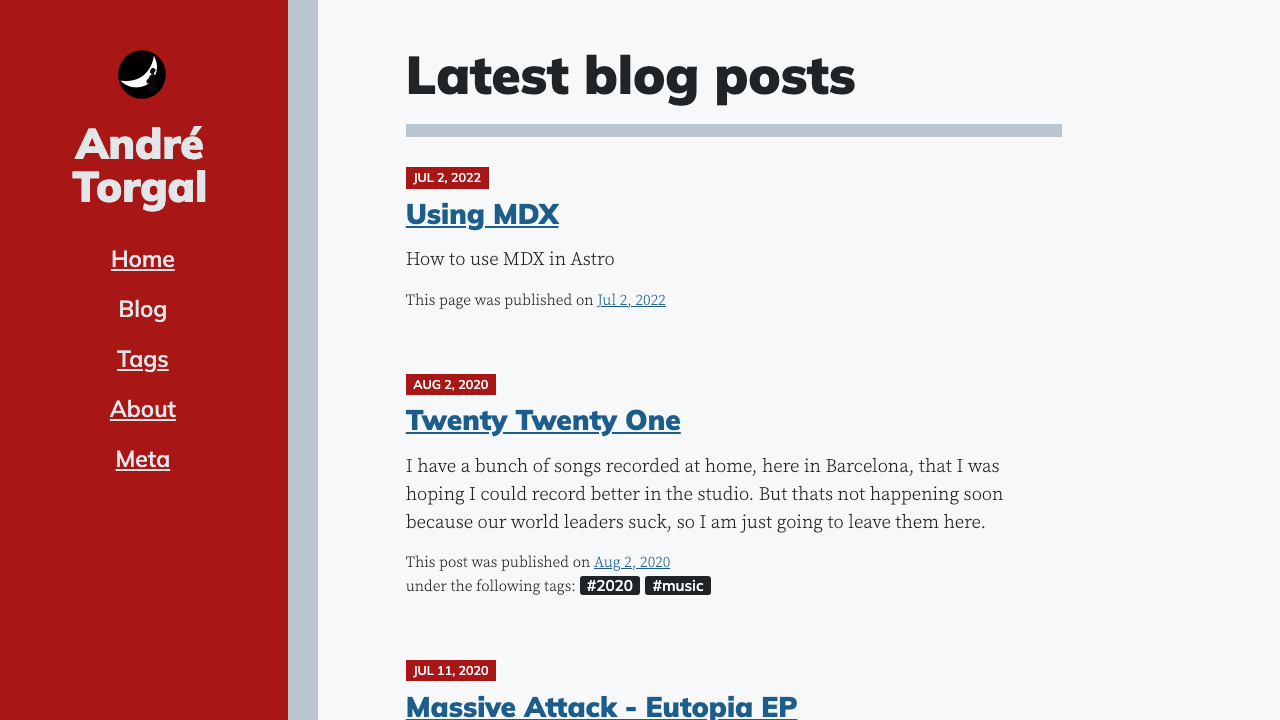 André
Torgal
Home
Blog
Tags
About
Meta
Latest blog posts
JUL 2, 2022
Using MDX
How to use MDX in Astro
This page was published on Jul 2, 2022
AUG 2, 2020
Twenty Twenty One
I have a bunch of songs recorded at home, here in Barcelona, that I was
hoping I could record better in the studio. But thats not happening soon
because our world leaders suck, so I am just going to leave them here.
This post was published on Aug 2, 2020
under the following tags: #2020 #music
JUL 11, 2020
Massive Attack - Eutopia EP